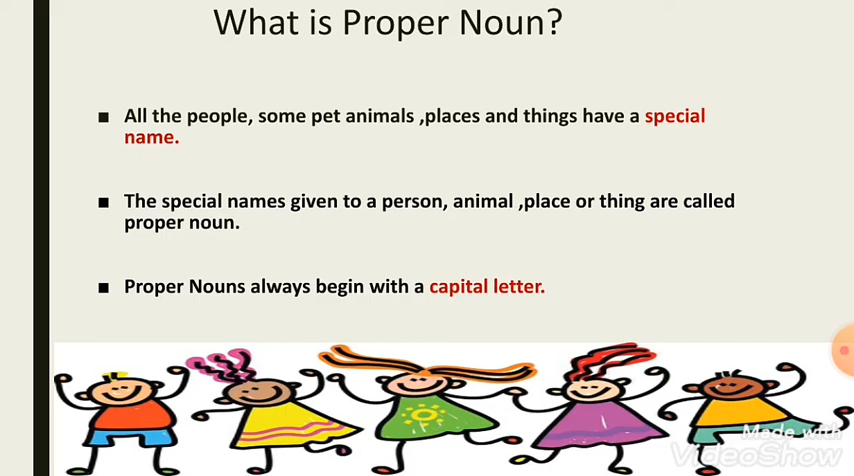 What is Proper Noun?
All the people, some pet animals ,places and things have a special
name.
The special names given to a person, animal ,place or thing are called
proper noun.
Proper Nouns always begin with a capital letter.
Made with
VideoShow